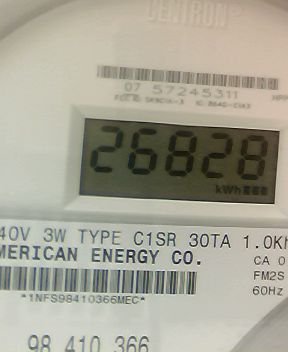 CENTRON®
07 57245311
26828
kWh
40V 3W TYPE C1SR 30TA 1.0Kh
MERICAN ENERGY CO.
CA 0
FM2S
60Hz
*1NFS98410366MEC*
98 410 366